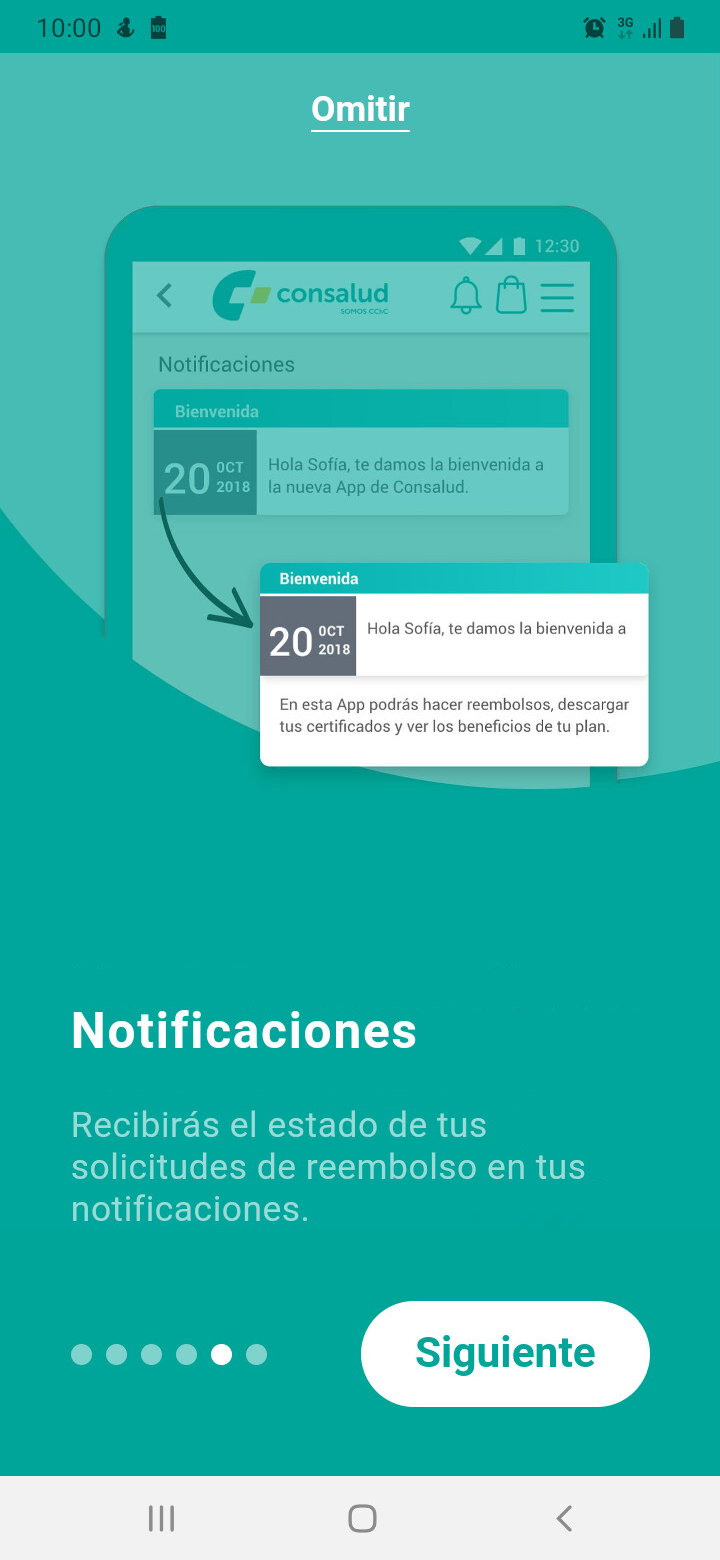 10:00
100
3G
Omitir
12:30
consalud
SOMOS CChC
Notificaciones
Bienvenida
20 OCT 2018
Hola Sofía, te damos la bienvenida a
la nueva App de Consalud.
Bienvenida
20 OCT 2018
Hola Sofía, te damos la bienvenida a
En esta App podrás hacer reembolsos, descargar
tus certificados y ver los beneficios de tu plan.
Notificaciones
Recibirás el estado de tus
solicitudes de reembolso en tus
notificaciones.
Siguiente